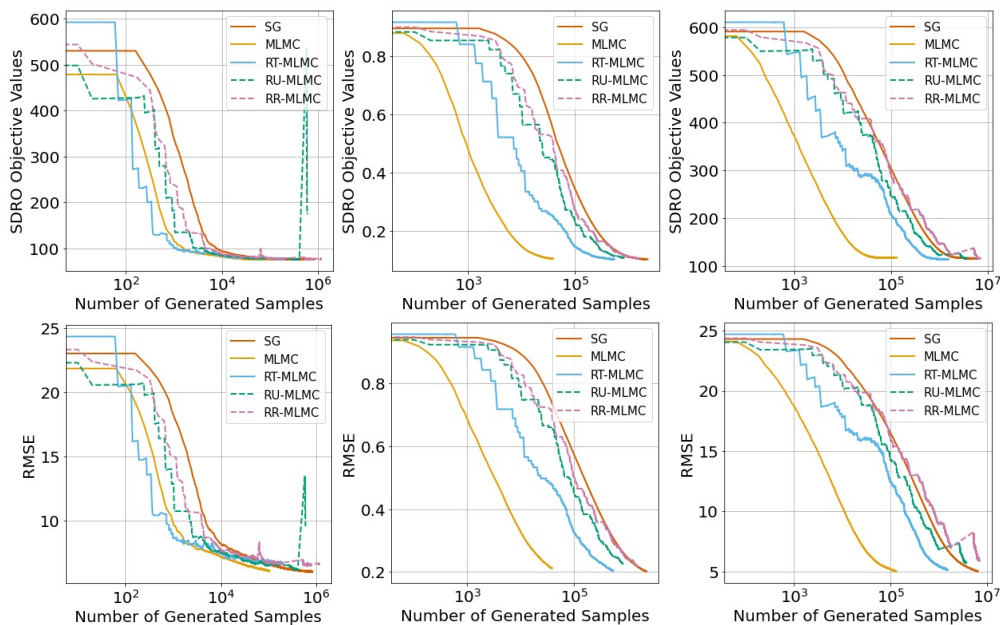 SDRO Objective Values
600
500
400
300
200
100
SG
MLMC
RT-MLMC
RU-MLMC
RR-MLMC
10^2
10^4
10^6
Number of Generated Samples
SDRO Objective Values
0.8
0.6
0.4
0.2
SG
MLMC
RT-MLMC
RU-MLMC
RR-MLMC
10^3
10^5
Number of Generated Samples
SDRO Objective Values
600
500
400
300
200
100
SG
MLMC
RT-MLMC
RU-MLMC
RR-MLMC
10^3
10^5
10^7
Number of Generated Samples
RMSE
25
20
15
10
SG
MLMC
RT-MLMC
RU-MLMC
RR-MLMC
10^2
10^4
10^6
Number of Generated Samples
RMSE
0.8
0.6
0.4
0.2
SG
MLMC
RT-MLMC
RU-MLMC
RR-MLMC
10^3
10^5
Number of Generated Samples
RMSE
25
20
15
10
5
SG
MLMC
RT-MLMC
RU-MLMC
RR-MLMC
10^3
10^5
10^7
Number of Generated Samples